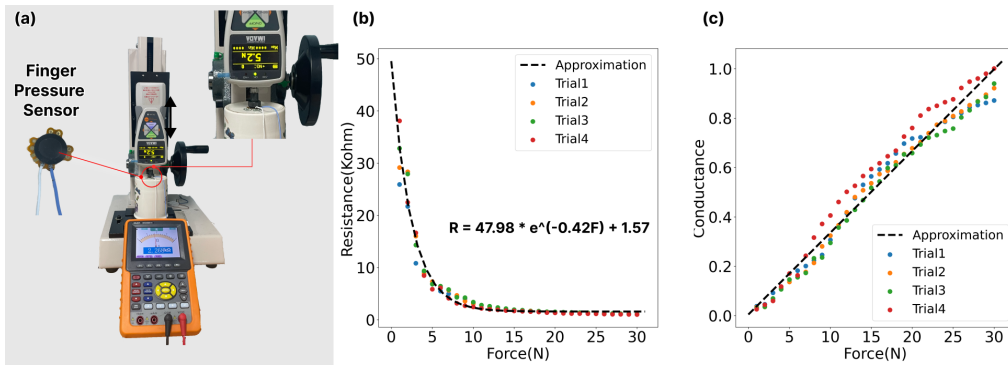 (a)
Finger
Pressure
Sensor
IMADA
5.2 N
(b)
Resistance(Kohm)
50
40
30
20
10
0
Approximation
Trial1
Trial2
Trial3
Trial4
R = 47.98 * e^(-0.42F) + 1.57
0 5 10 15 20 25 30
Force(N)
(c)
Conductance
1.0
0.8
0.6
0.4
0.2
0.0
Approximation
Trial1
Trial2
Trial3
Trial4
0 5 10 15 20 25 30
Force(N)